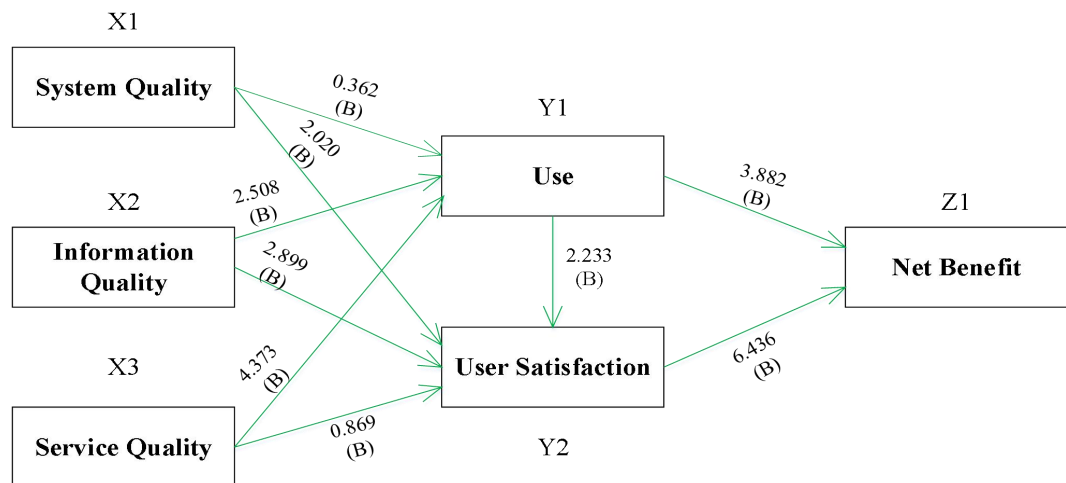 X1
System Quality
0.362
(B)
2.020
(B)
Y1
Use
X2
Information
Quality
2.508
(B)
2.899
(B)
2.233
(B)
3.882
(B)
Z1
Net Benefit
X3
Service Quality
4.373
(B)
0.869
(B)
User Satisfaction
Y2
6.436
(B)